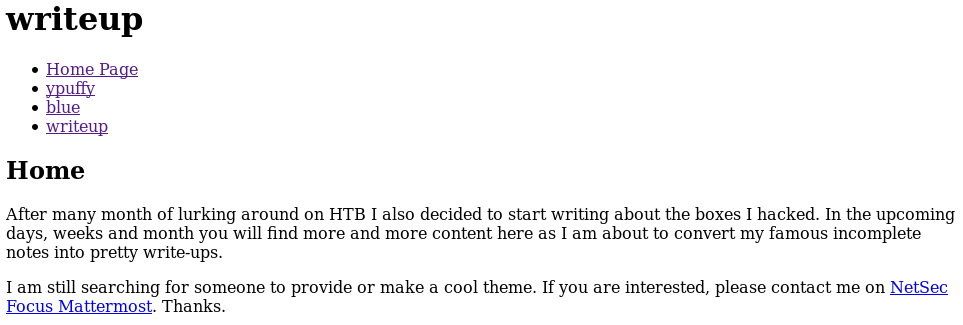 writeup
Home Page
ypuffy
blue
writeup
Home
After many month of lurking around on HTB I also decided to start writing about the boxes I hacked. In the upcoming
days, weeks and month you will find more and more content here as I am about to convert my famous incomplete
notes into pretty write-ups.
I am still searching for someone to provide or make a cool theme. If you are interested, please contact me on NetSec
Focus Mattermost. Thanks.